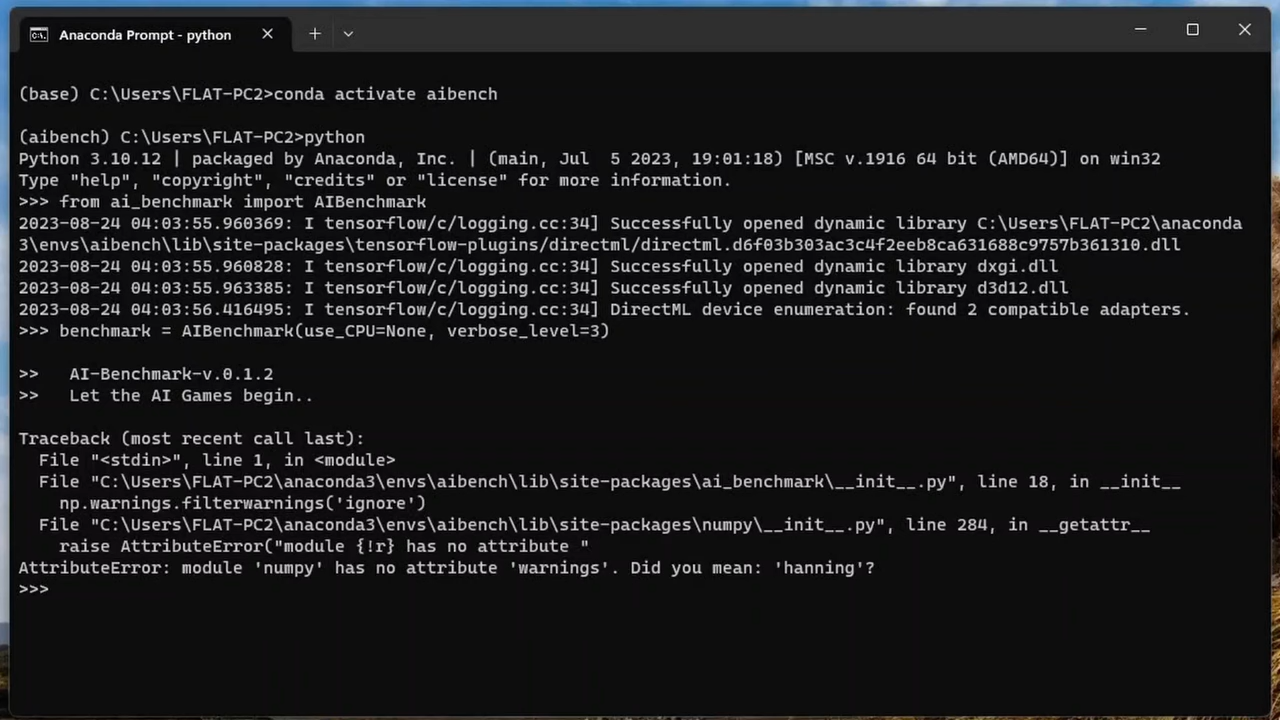 Anaconda Prompt - python
(base) C:\Users\FLAT-PC2>conda activate aibench
(aibench) C:\Users\FLAT-PC2>python
Python 3.10.12 | packaged by Anaconda, Inc. | (main, Jul  5 2023, 19:01:18) [MSC v.1916 64 bit (AMD64)] on win32
Type "help", "copyright", "credits" or "license" for more information.
>>> from ai_benchmark import AIBenchmark
2023-08-24 04:03:55.960369: I tensorflow/c/logging.cc:34] Successfully opened dynamic library C:\Users\FLAT-PC2\anaconda
3\envs\aibench\lib\site-packages\tensorflow-plugins/directml/directml.d6f03b303ac3c4f2eeb8ca631688c9757b361310.dll
2023-08-24 04:03:55.960828: I tensorflow/c/logging.cc:34] Successfully opened dynamic library dxgi.dll
2023-08-24 04:03:55.963385: I tensorflow/c/logging.cc:34] Successfully opened dynamic library d3d12.dll
2023-08-24 04:03:56.416495: I tensorflow/c/logging.cc:34] DirectML device enumeration: found 2 compatible adapters.
>>> benchmark = AIBenchmark(use_CPU=None, verbose_level=3)
>>   AI-Benchmark-v.0.1.2
>>   Let the AI Games begin..
Traceback (most recent call last):
  File "<stdin>", line 1, in <module>
  File "C:\Users\FLAT-PC2\anaconda3\envs\aibench\lib\site-packages\ai_benchmark\__init__.py", line 18, in __init__
    np.warnings.filterwarnings('ignore')
  File "C:\Users\FLAT-PC2\anaconda3\envs\aibench\lib\site-packages\numpy\__init__.py", line 284, in __getattr__
    raise AttributeError("module {!r} has no attribute "
AttributeError: module 'numpy' has no attribute 'warnings'. Did you mean: 'hanning'?
>>>